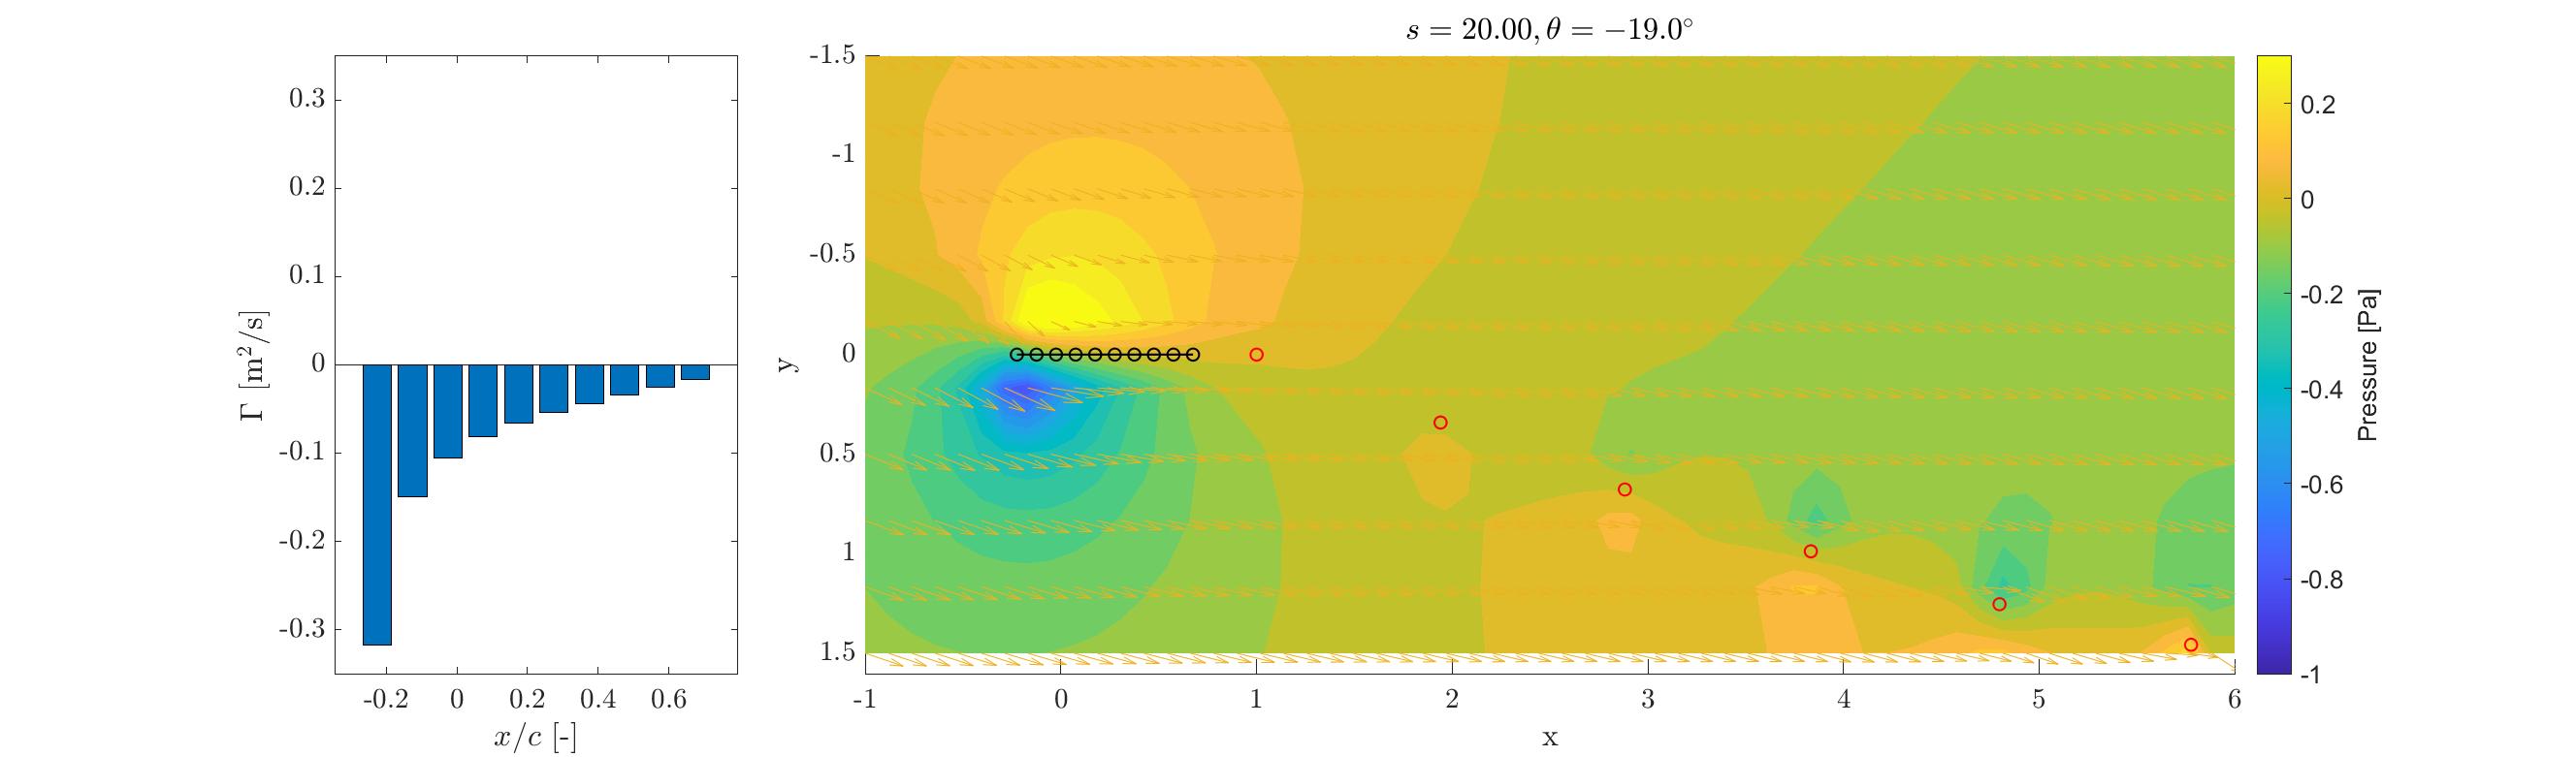 s = 20.00, θ = −19.0°
0.3
0.2
0.1
0
-0.1
-0.2
-0.3
Γ [m²/s]
-0.2 0 0.2 0.4 0.6
x/c [-]
-1.5
-1
-0.5
0
0.5
1
1.5
y
-1 0 1 2 3 4 5 6
x
0.2
0
-0.2
-0.4
-0.6
-0.8
-1
Pressure [Pa]